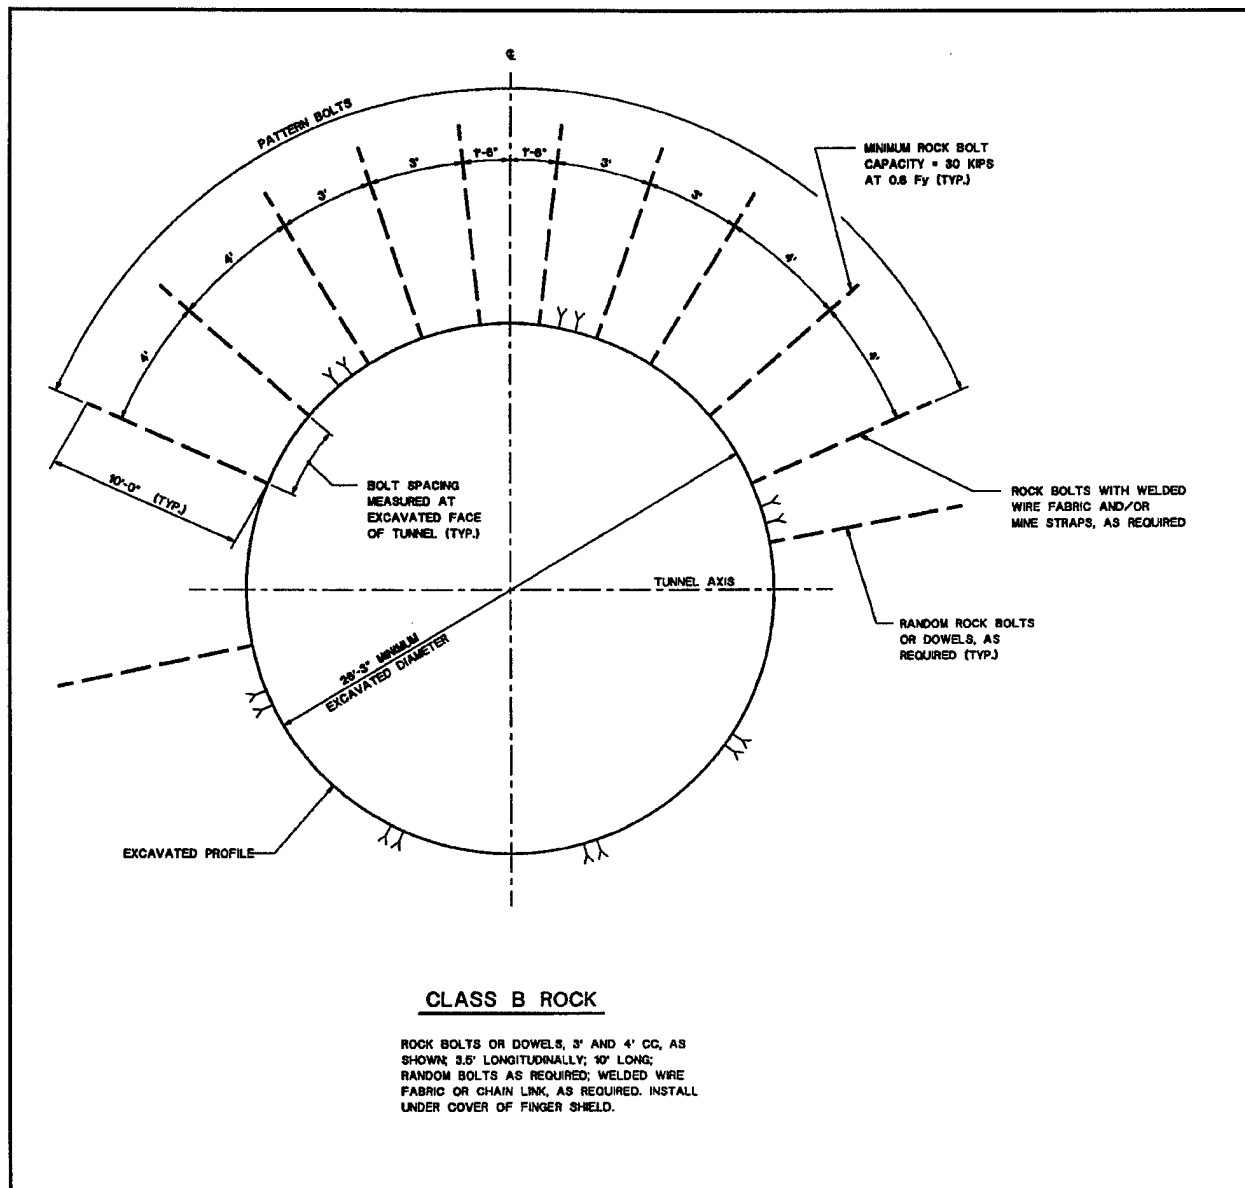 ℄
PATTERN BOLTS
4'
4'
3'
3'
1'-6"
1'-6"
3'
3'
4'
4'
MINIMUM ROCK BOLT
CAPACITY = 30 KIPS
AT 0.6 Fy (TYP.)
10'-0" (TYP.)
BOLT SPACING
MEASURED AT
EXCAVATED FACE
OF TUNNEL (TYP.)
ROCK BOLTS WITH WELDED
WIRE FABRIC AND/OR
MINE STRAPS, AS REQUIRED
TUNNEL AXIS
RANDOM ROCK BOLTS
OR DOWELS, AS
REQUIRED (TYP.)
26'-3" MINIMUM
EXCAVATED DIAMETER
EXCAVATED PROFILE
CLASS B ROCK
ROCK BOLTS OR DOWELS, 3' AND 4' CC, AS
SHOWN; 3.5' LONGITUDINALLY; 10' LONG;
RANDOM BOLTS AS REQUIRED; WELDED WIRE
FABRIC OR CHAIN LINK, AS REQUIRED. INSTALL
UNDER COVER OF FINGER SHIELD.